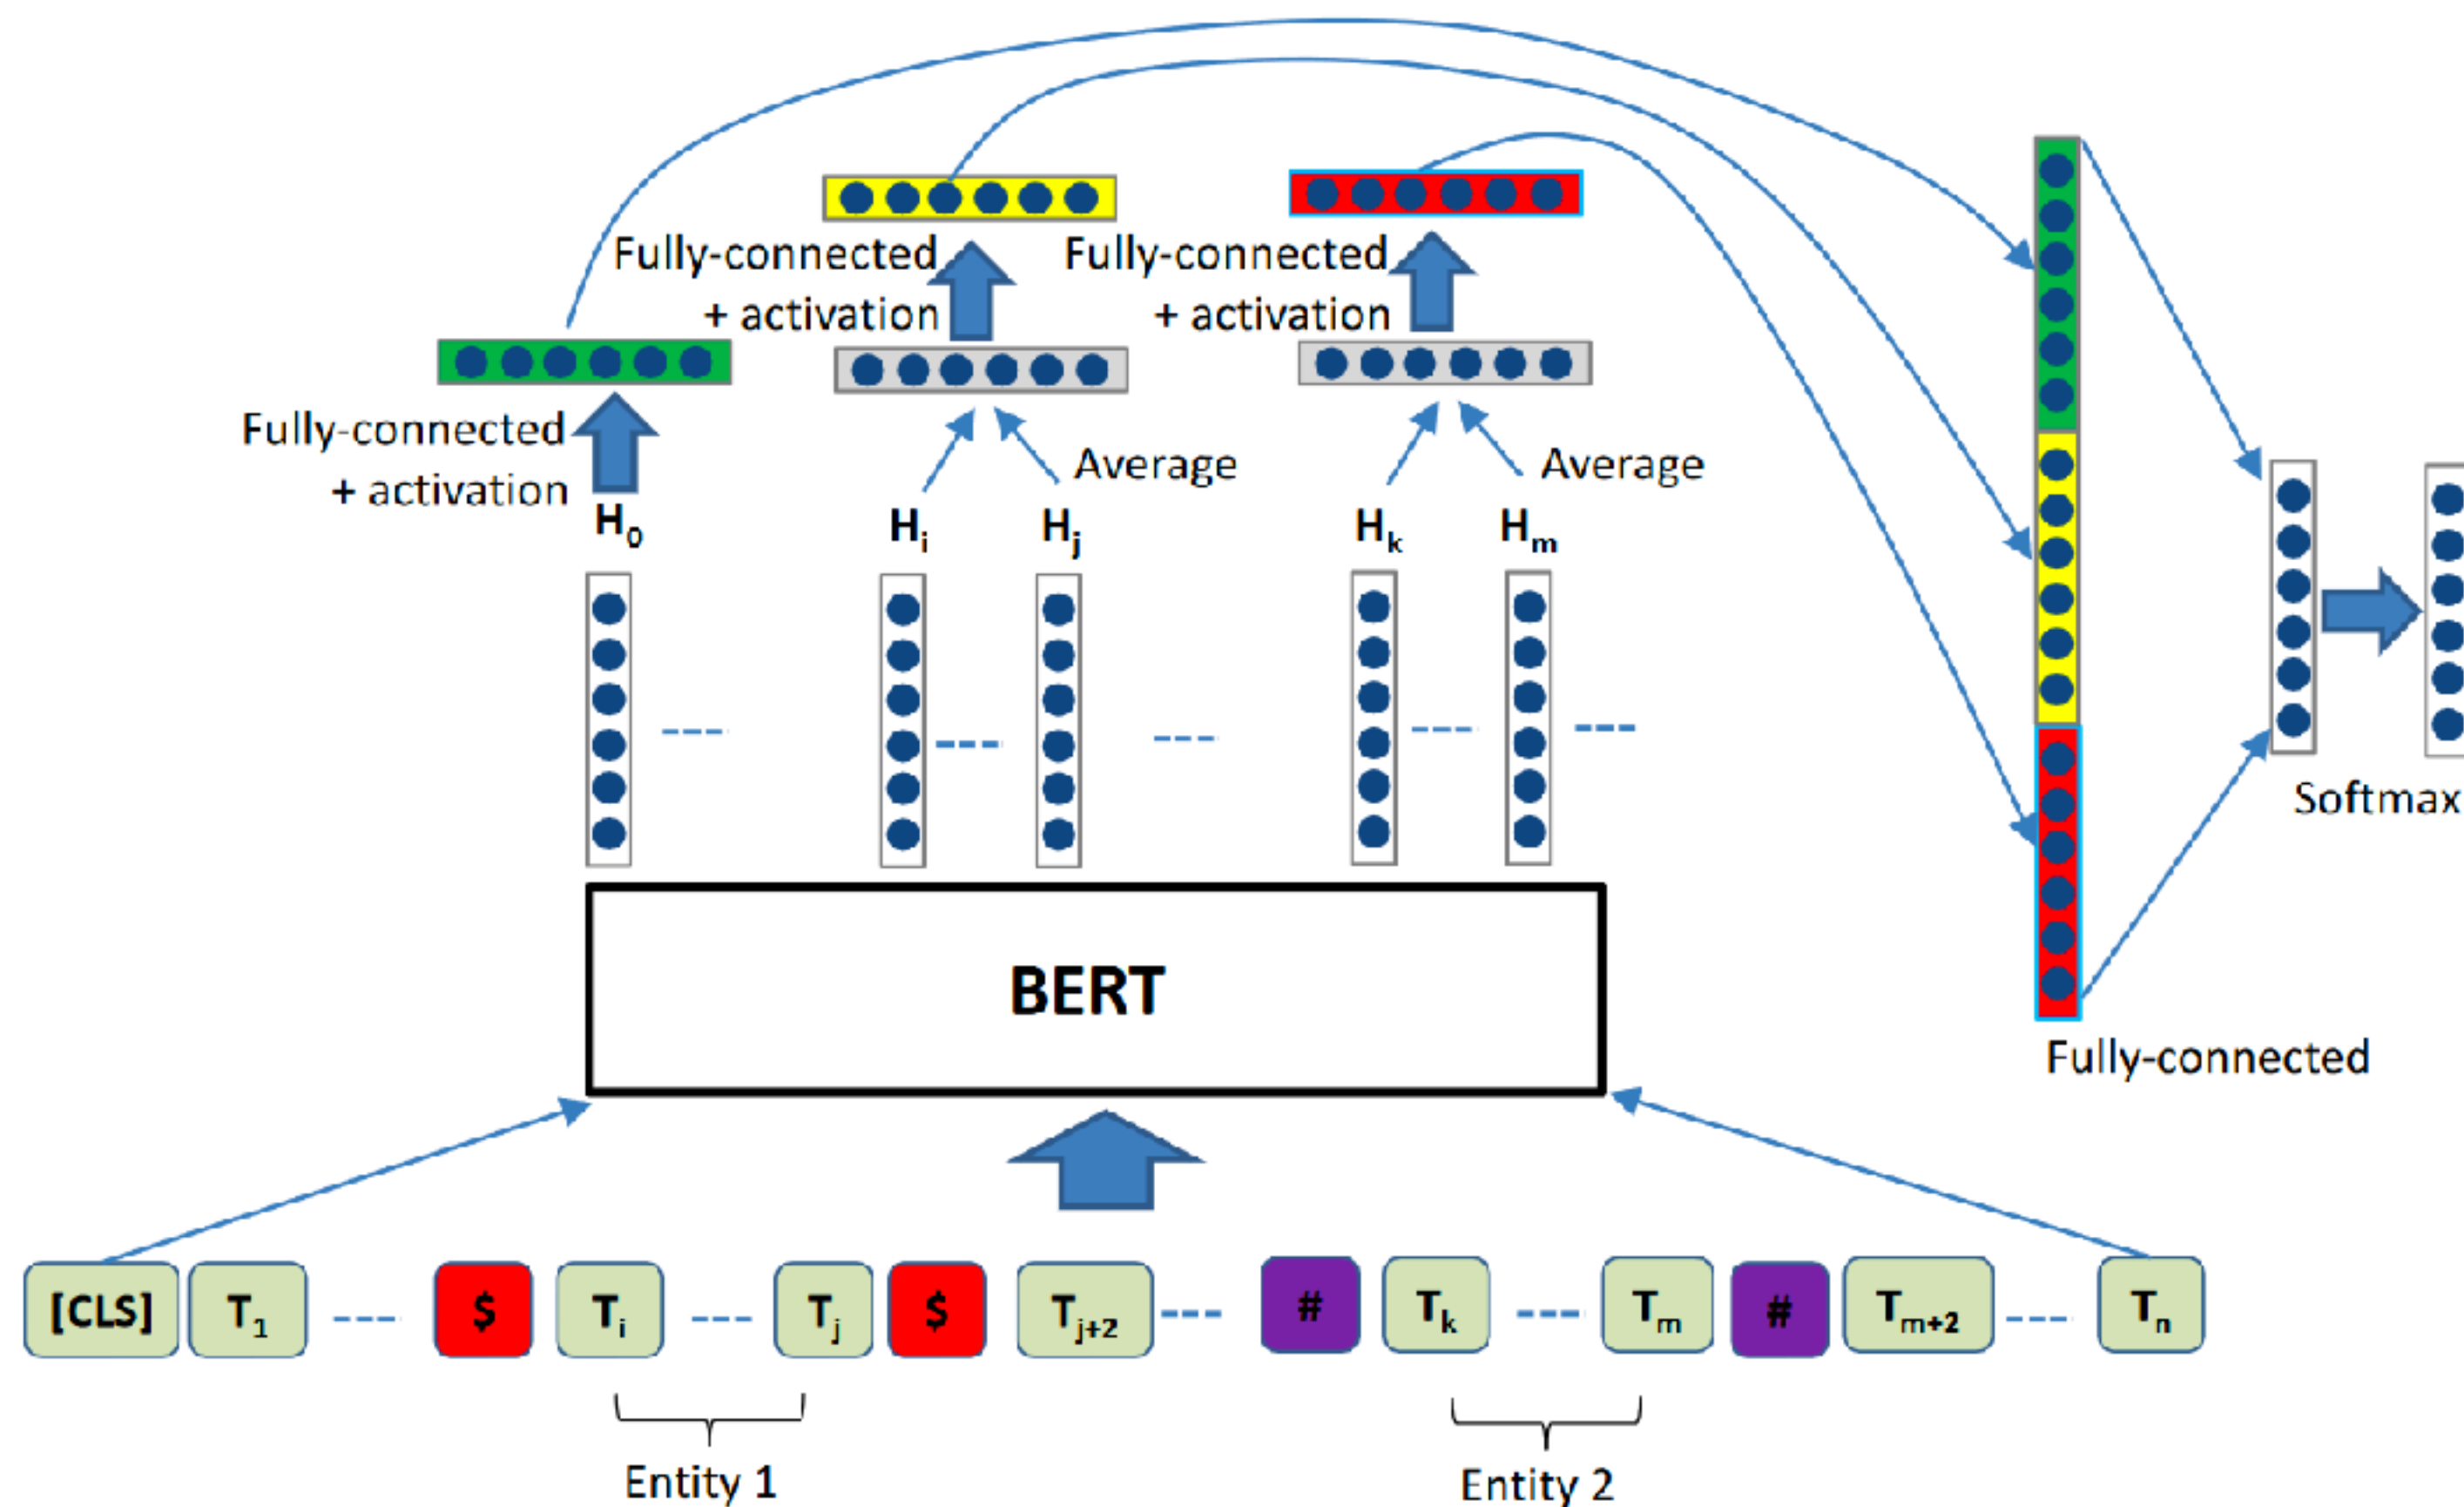 Fully-connected
+ activation
Fully-connected
+ activation
Fully-connected
+ activation
Average
Average
H₀
Hᵢ
Hⱼ
Hₖ
Hₘ
Softmax
BERT
Fully-connected
[CLS]
T₁
$
Tᵢ
Tⱼ
$
Tⱼ₊₂
#
Tₖ
Tₘ
#
Tₘ₊₂
Tₙ
Entity 1
Entity 2